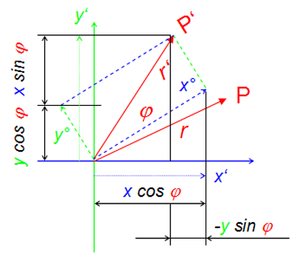 y‘
P‘
r‘
x°
P
φ
y°
r
y cos φ x sin φ
x‘
x cos φ
-y sin φ